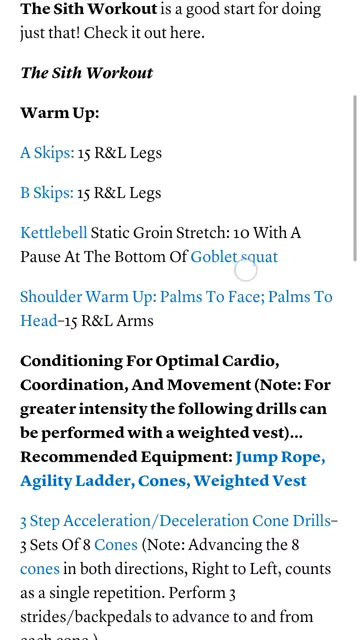 The Sith Workout is a good start for doing
just that! Check it out here.
The Sith Workout
Warm Up:
A Skips: 15 R&L Legs
B Skips: 15 R&L Legs
Kettlebell Static Groin Stretch: 10 With A
Pause At The Bottom Of Goblet squat
Shoulder Warm Up: Palms To Face; Palms To
Head–15 R&L Arms
Conditioning For Optimal Cardio,
Coordination, And Movement (Note: For
greater intensity the following drills can
be performed with a weighted vest)...
Recommended Equipment: Jump Rope,
Agility Ladder, Cones, Weighted Vest
3 Step Acceleration/Deceleration Cone Drills–
3 Sets Of 8 Cones (Note: Advancing the 8
cones in both directions, Right to Left, counts
as a single repetition. Perform 3
strides/backpedals to advance to and from
each cone.)